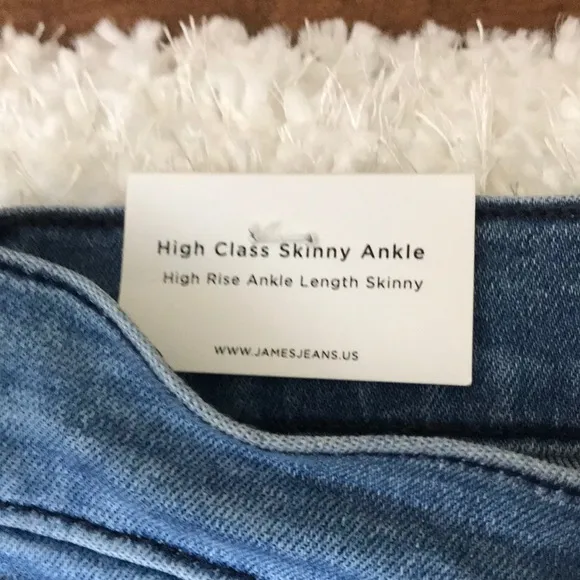 High Class Skinny Ankle
High Rise Ankle Length Skinny
WWW.JAMESJEANS.US